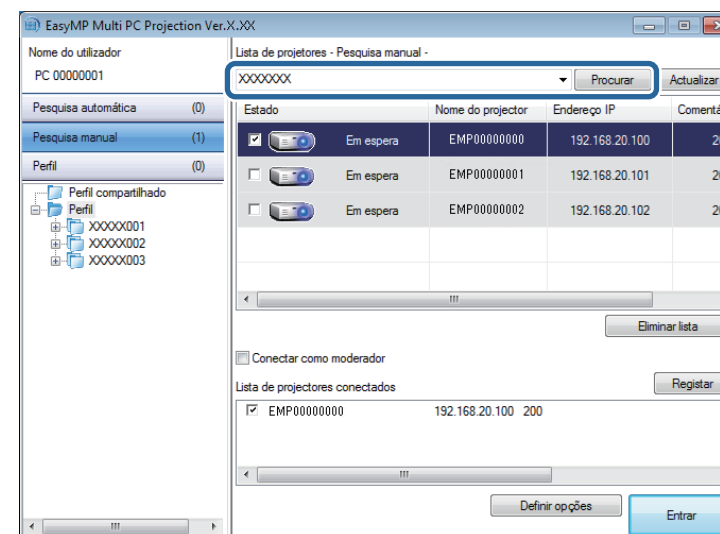 EasyMP Multi PC Projection Ver.X.XX
Nome do utilizador
PC 00000001
Pesquisa automática (0)
Pesquisa manual (1)
Perfil (0)
Perfil compartilhado
Perfil
XXXXX001
XXXXX002
XXXXX003
Lista de projetores - Pesquisa manual -
XXXXXXX Procurar Actualizar
Estado Nome do projector Endereço IP Comentá
Em espera EMP00000000 192.168.20.100 20
Em espera EMP00000001 192.168.20.101 20
Em espera EMP00000002 192.168.20.102 20
Eliminar lista
Conectar como moderador
Lista de projectores conectados Registar
EMP00000000 192.168.20.100 200
Definir opções Entrar